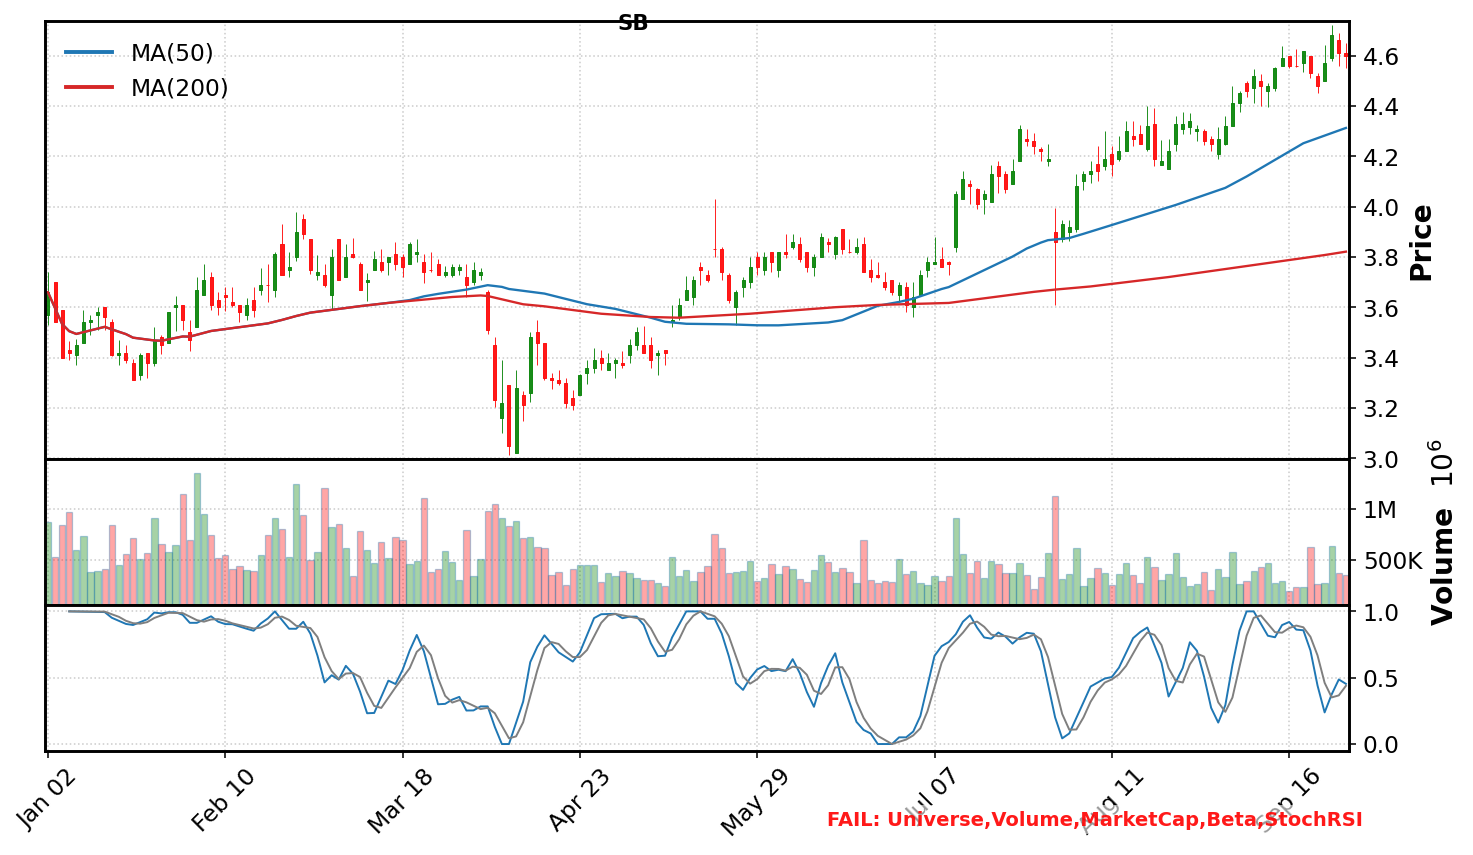 SB
MA(50)
MA(200)
4.6
4.4
4.2
4.0
3.8
3.6
3.4
3.2
3.0
Price
1M
500K
Volume 10^6
1.0
0.5
0.0
Jan 02
Feb 10
Mar 18
Apr 23
May 29
Jul 07
Aug 11
Sep 16
FAIL: Universe,Volume,MarketCap,Beta,StochRSI